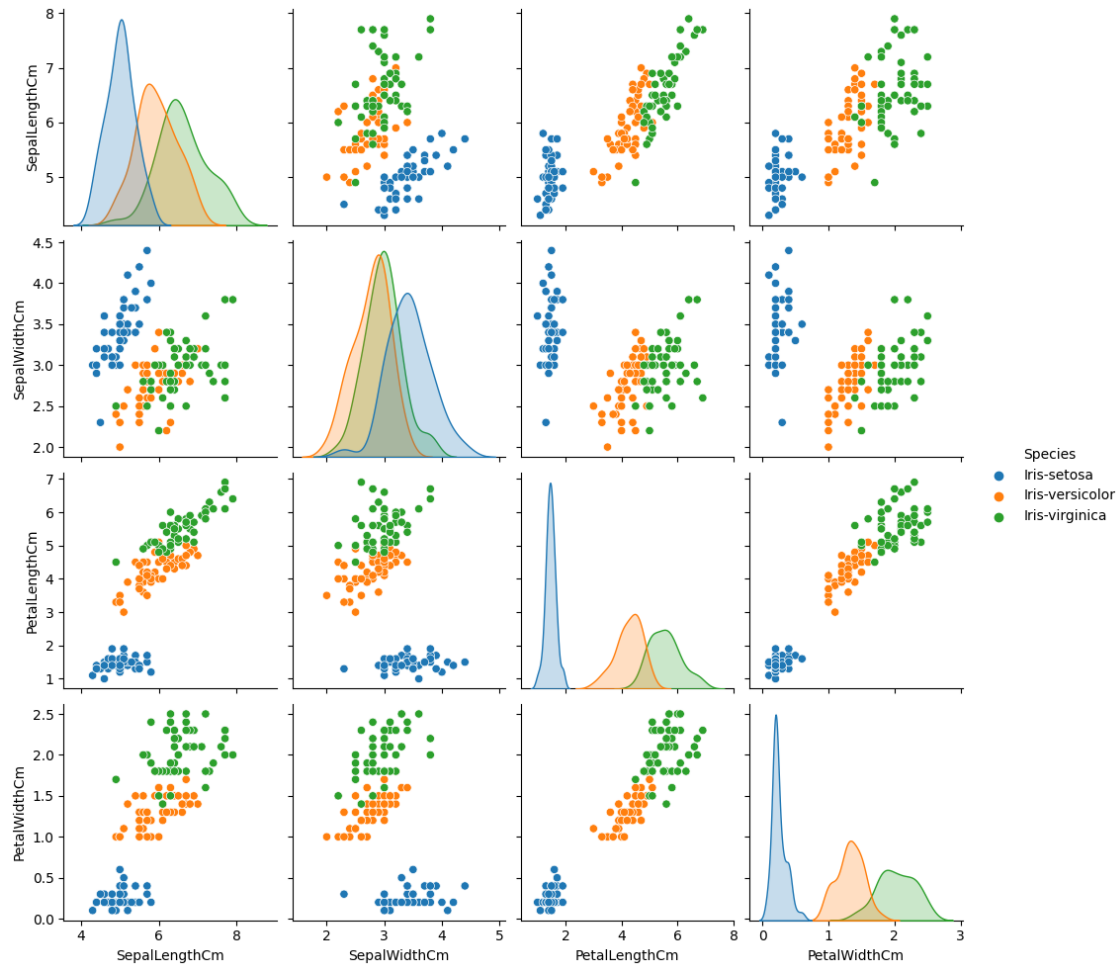 8
7
6
5
SepalLengthCm
4.5
4.0
3.5
3.0
2.5
2.0
SepalWidthCm
Species
Iris-setosa
Iris-versicolor
Iris-virginica
7
6
5
4
3
2
1
PetalLengthCm
2.5
2.0
1.5
1.0
0.5
0.0
PetalWidthCm
4 6 8
2 3 4 5
2 4 6 8
0 1 2 3
SepalLengthCm SepalWidthCm PetalLengthCm PetalWidthCm